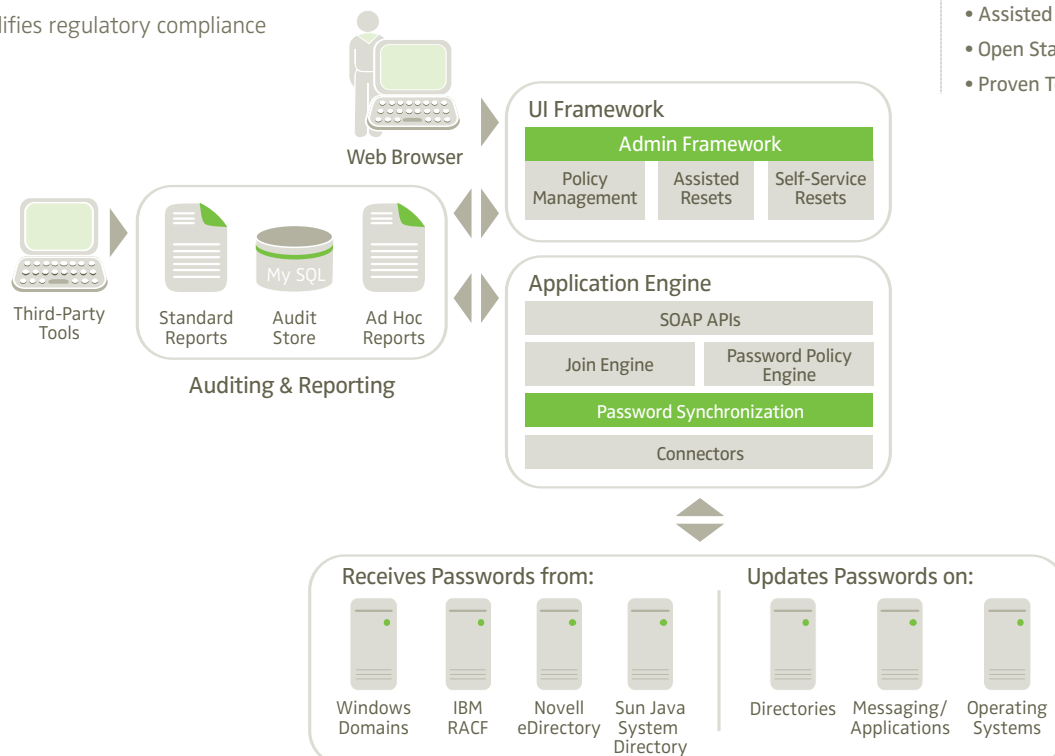 lifies regulatory compliance
• Assisted
• Open Sta
• Proven T
Web Browser
UI Framework
Admin Framework
Policy
Management
Assisted
Resets
Self-Service
Resets
Third-Party
Tools
Standard
Reports
My SQL
Audit
Store
Ad Hoc
Reports
Auditing & Reporting
Application Engine
SOAP APIs
Join Engine
Password Policy
Engine
Password Synchronization
Connectors
Receives Passwords from:
Windows
Domains
IBM
RACF
Novell
eDirectory
Sun Java
System
Directory
Updates Passwords on:
Directories
Messaging/
Applications
Operating
Systems